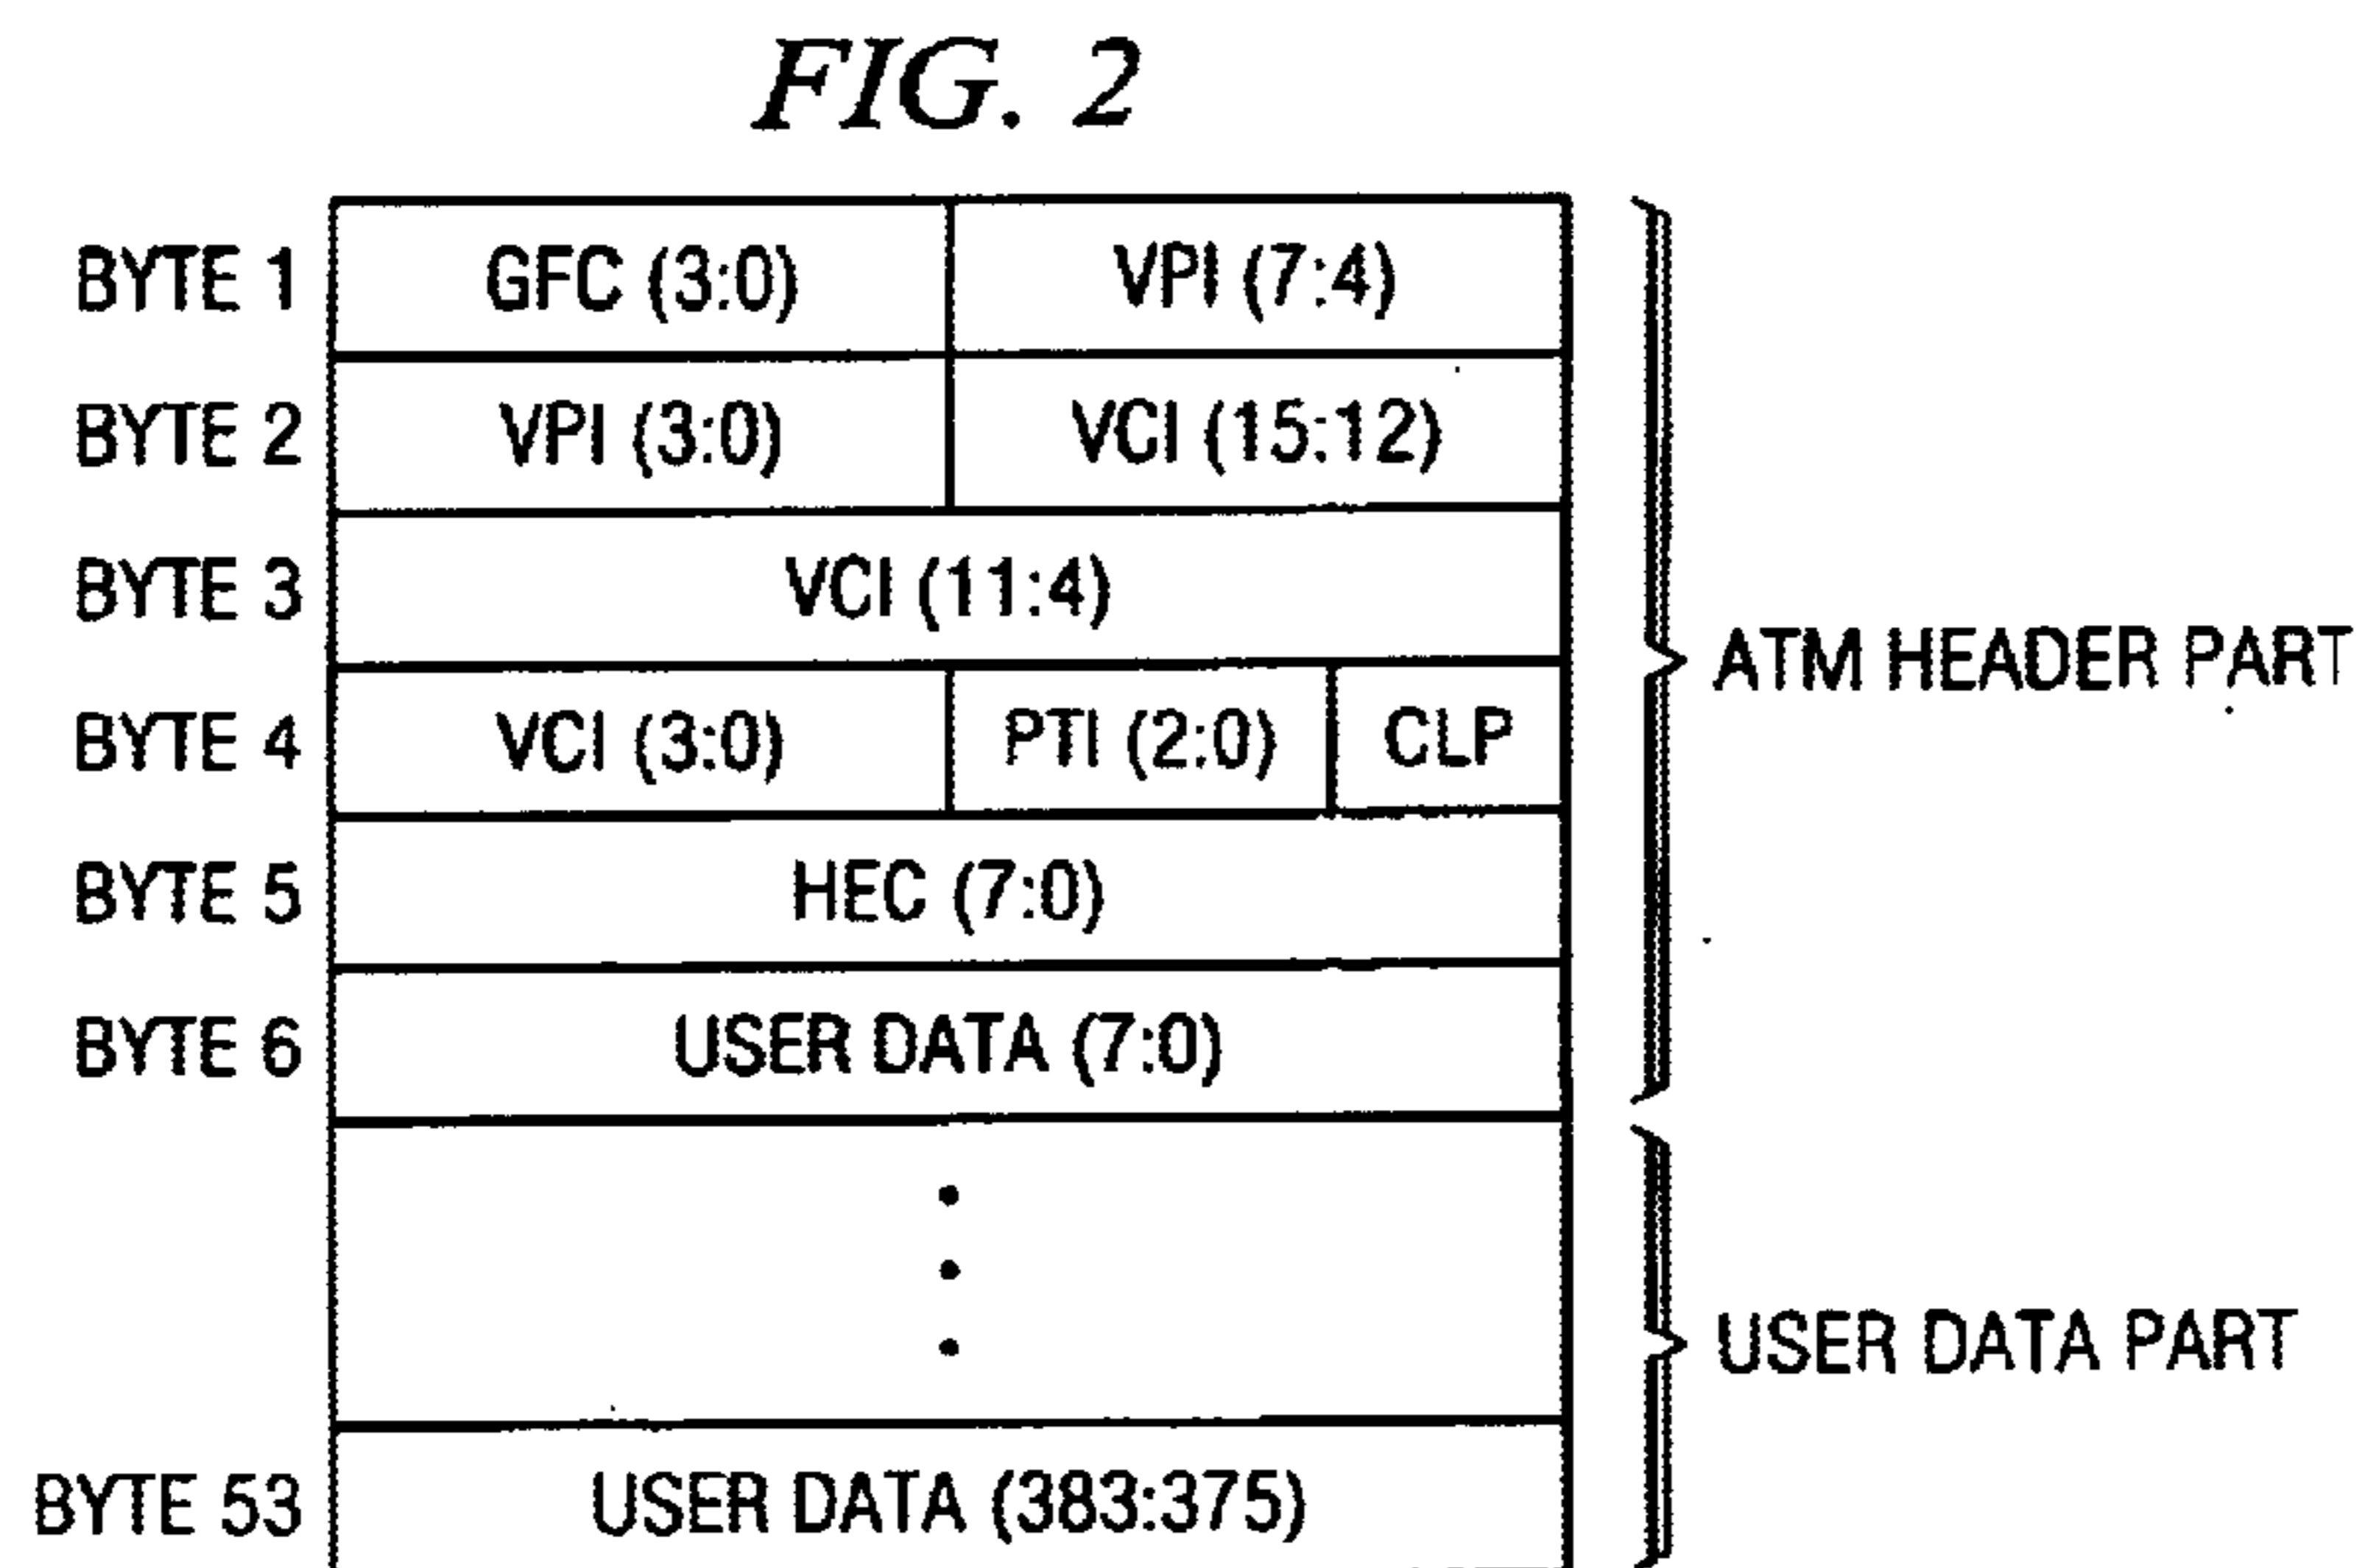 FIG. 2
BYTE 1 GFC (3:0) VPI (7:4)
BYTE 2 VPI (3:0) VCI (15:12)
BYTE 3 VCI (11:4)
ATM HEADER PART
BYTE 4 VCI (3:0) PTI (2:0) CLP
BYTE 5 HEC (7:0)
BYTE 6 USER DATA (7:0)
USER DATA PART
BYTE 53 USER DATA (383:375)